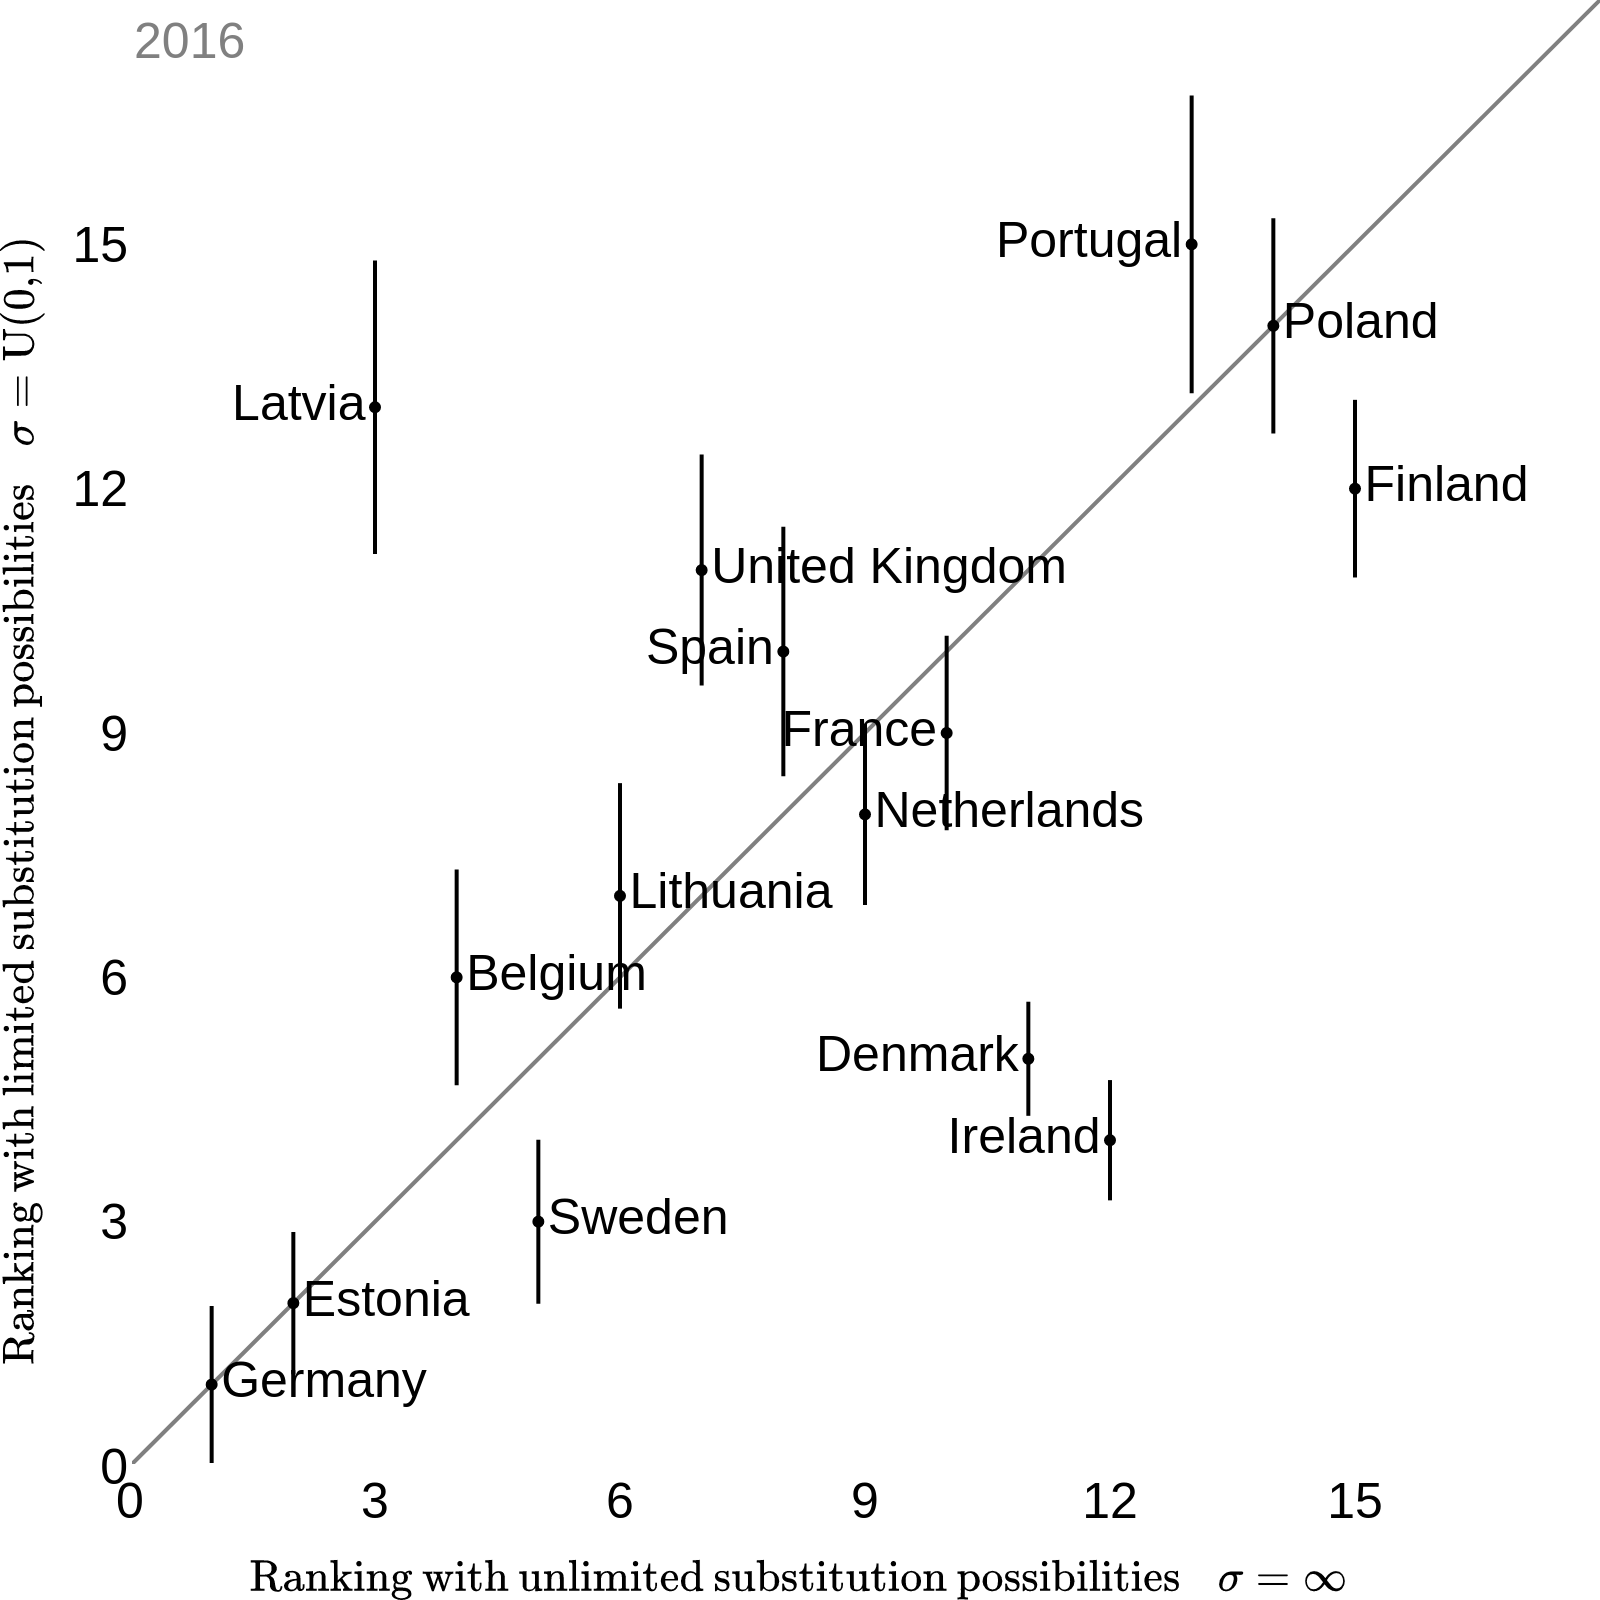 2016
15
12
9
6
3
0
Ranking with limited substitution possibilities σ = U(0,1)
Portugal
Poland
Latvia
Finland
United Kingdom
Spain
France
Netherlands
Lithuania
Belgium
Denmark
Ireland
Sweden
Estonia
Germany
0 3 6 9 12 15
Ranking with unlimited substitution possibilities σ = ∞